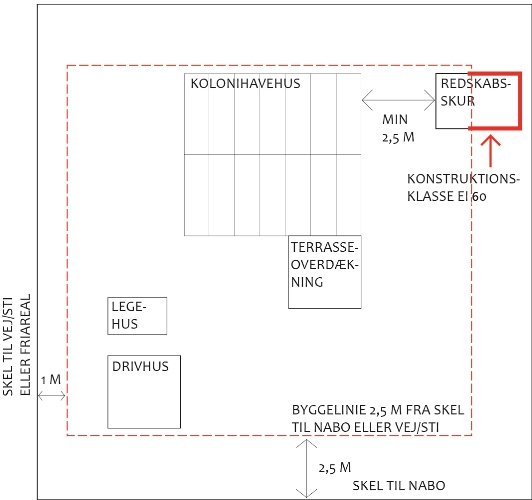 KOLONIHAVEHUS
REDSKABS-
SKUR
MIN
2,5 M
KONSTRUKTIONS-
KLASSE EI 60
TERRASSE-
OVERDÆK-
NING
LEGE-
HUS
DRIVHUS
SKEL TIL VEJ/STI
ELLER FRIAREAL
1 M
BYGGELINIE 2,5 M FRA SKEL
TIL NABO ELLER VEJ/STI
2,5 M
SKEL TIL NABO